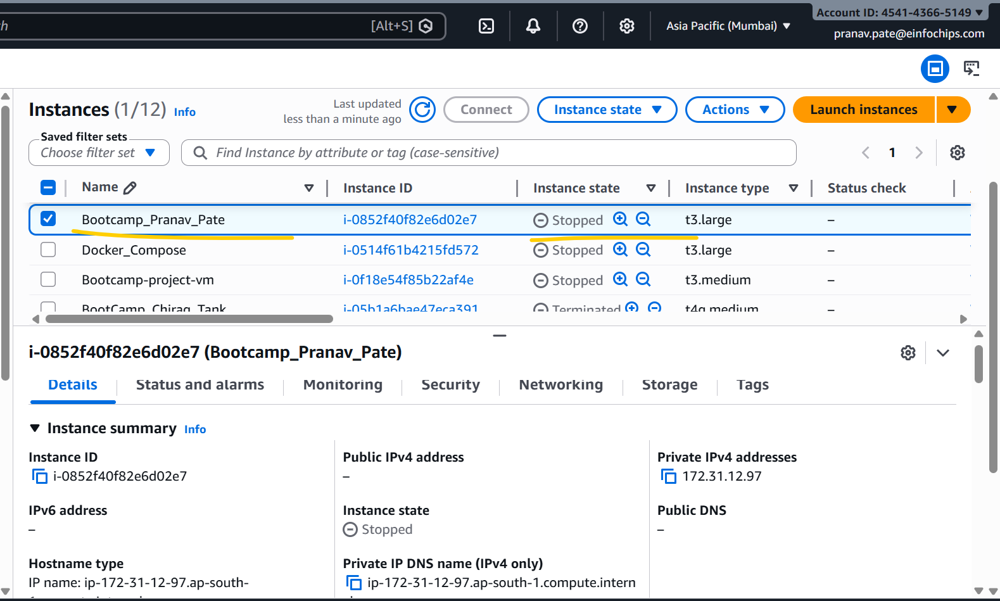 h [Alt+S] Asia Pacific (Mumbai) Account ID: 4541-4366-5149
pranav.pate@einfochips.com
Instances (1/12) Info
Last updated
less than a minute ago
Connect Instance state Actions Launch instances
Saved filter sets
Choose filter set Find Instance by attribute or tag (case-sensitive) 1
Name Instance ID Instance state Instance type Status check
Bootcamp_Pranav_Pate i-0852f40f82e6d02e7 Stopped t3.large –
Docker_Compose i-0514f61b4215fd572 Stopped t3.large –
Bootcamp-project-vm i-0f18e54f85b22af4e Stopped t3.medium –
BootCamp_Chirag_Tank i-05b1a6bae47eca391 Terminated t4g.medium –
i-0852f40f82e6d02e7 (Bootcamp_Pranav_Pate)
Details Status and alarms Monitoring Security Networking Storage Tags
Instance summary Info
Instance ID
i-0852f40f82e6d02e7
Public IPv4 address
–
Private IPv4 addresses
172.31.12.97
IPv6 address
–
Instance state
Stopped
Public DNS
–
Hostname type
IP name: ip-172-31-12-97.ap-south-
Private IP DNS name (IPv4 only)
ip-172-31-12-97.ap-south-1.compute.intern